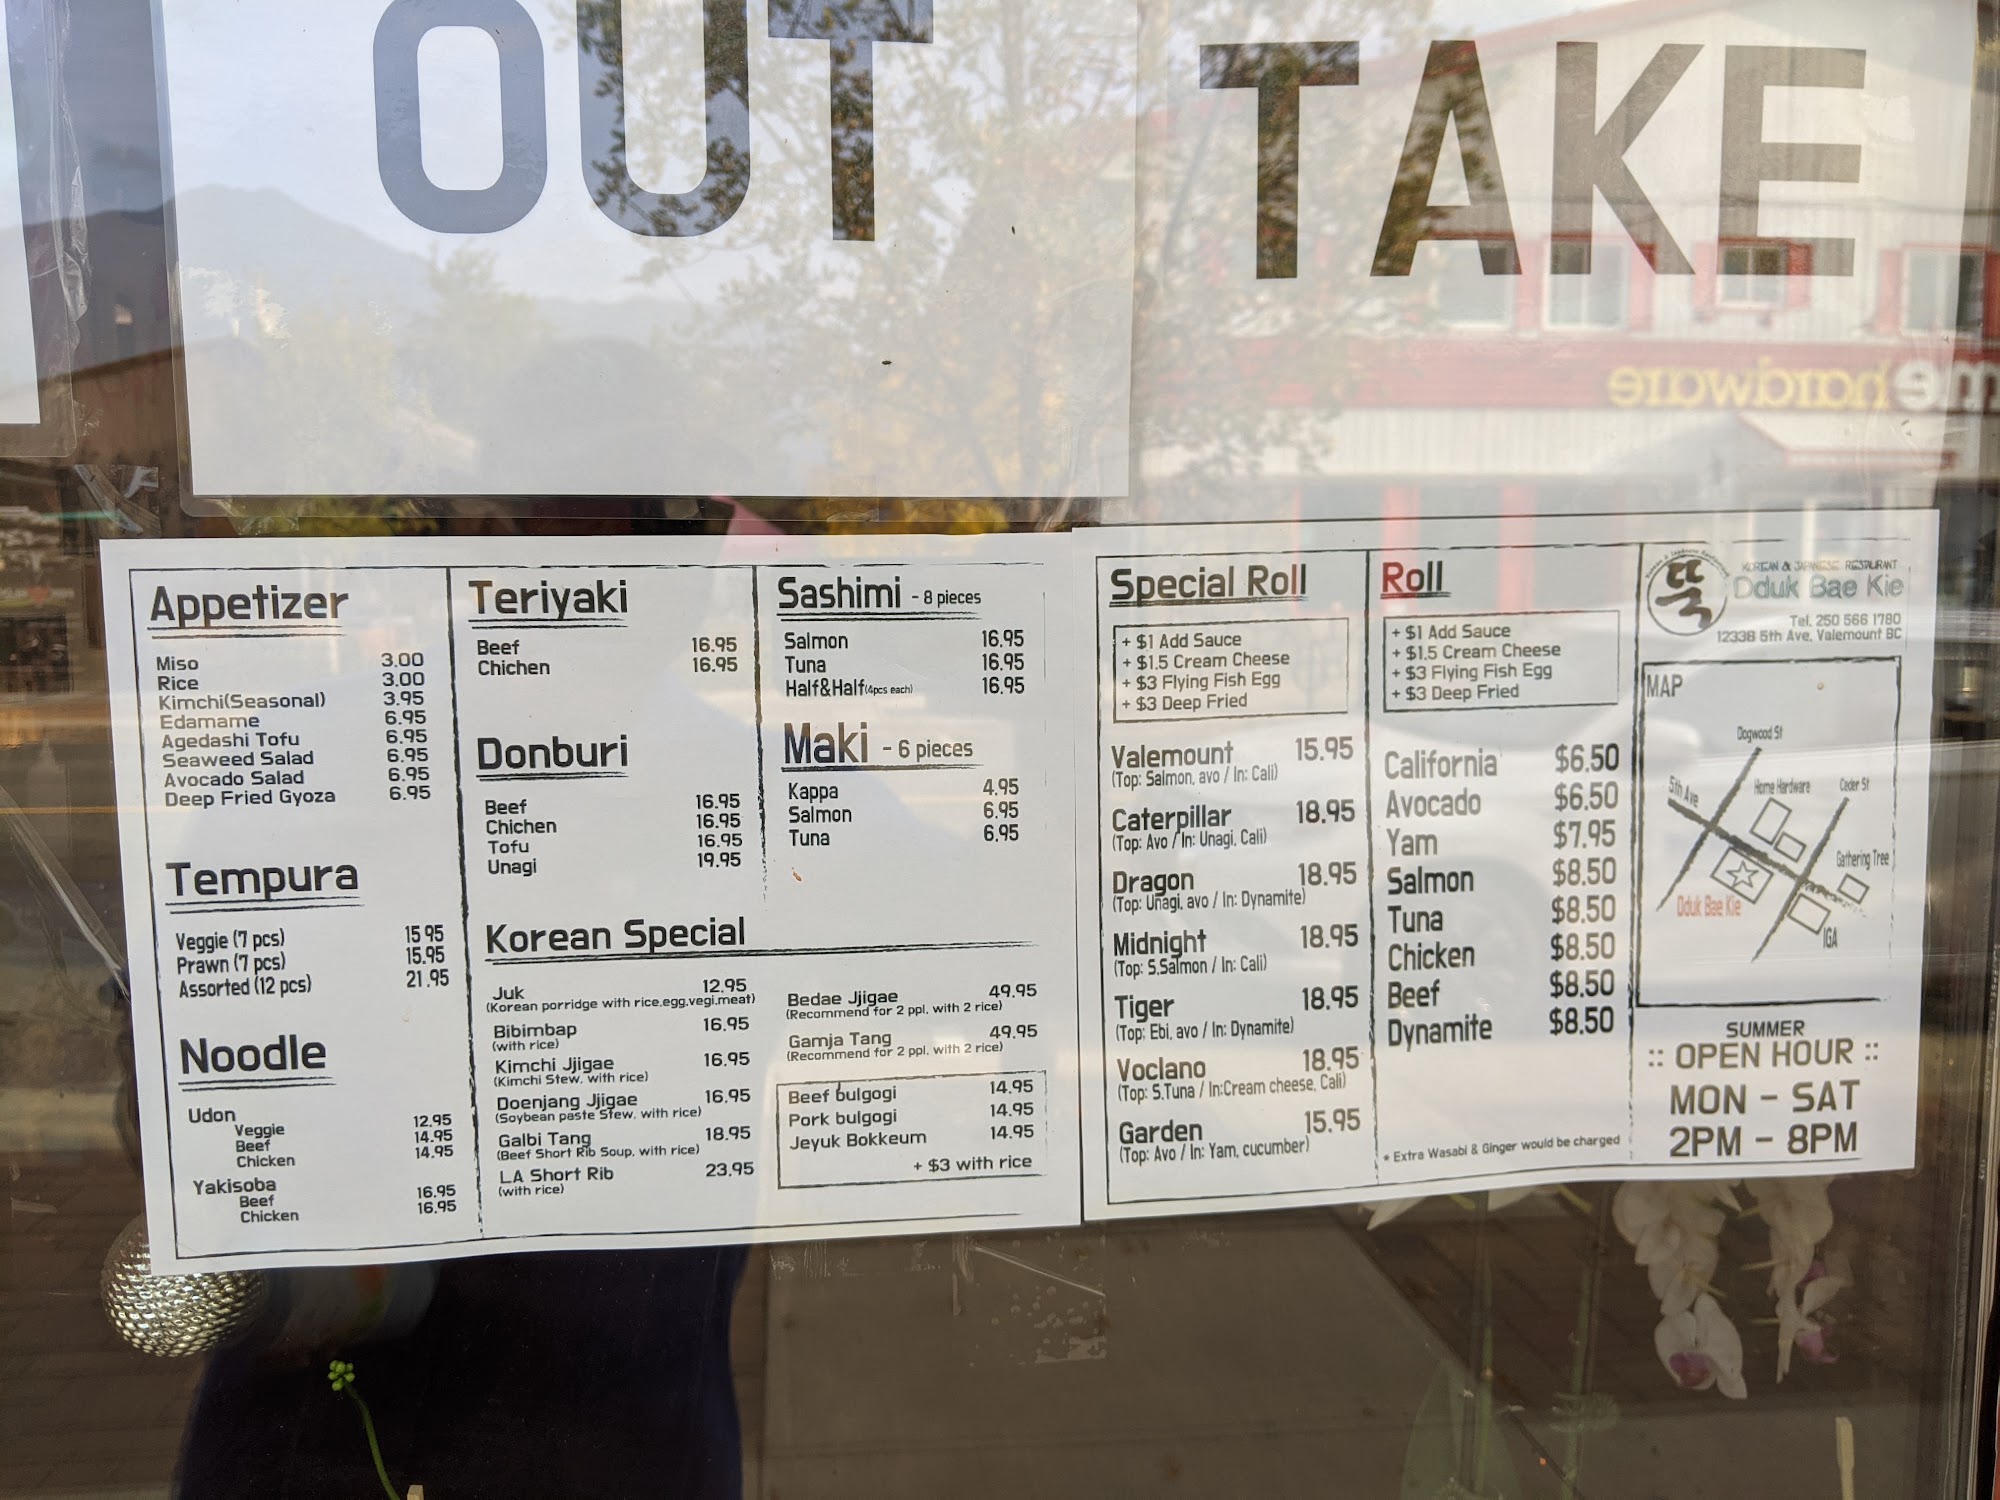 OUT
TAKE
me hardware
Appetizer
Miso 3.00
Rice 3.00
Kimchi(Seasonal) 3.95
Edamame 6.95
Agedashi Tofu 6.95
Seaweed Salad 6.95
Avocado Salad 6.95
Deep Fried Gyoza 6.95
Tempura
Veggie (7 pcs) 15 95
Prawn (7 pcs) 15.95
Assorted (12 pcs) 21.95
Noodle
Udon
Veggie 12.95
Beef 14.95
Chicken 14.95
Yakisoba
Beef 16.95
Chicken 16.95
Teriyaki
Beef 16.95
Chichen 16.95
Donburi
Beef 16.95
Chichen 16.95
Tofu 16.95
Unagi 19.95
Sashimi - 8 pieces
Salmon 16.95
Tuna 16.95
Half&Half(4pcs each) 16.95
Maki - 6 pieces
Kappa 4.95
Salmon 6.95
Tuna 6.95
Korean Special
Juk 12.95
(Korean porridge with rice,egg,vegi,meat)
Bibimbap 16.95
(with rice)
Kimchi Jjigae 16.95
(Kimchi Stew, with rice)
Doenjang Jjigae 16.95
(Soybean paste Stew, with rice)
Galbi Tang 18.95
(Beef Short Rib Soup, with rice)
LA Short Rib 23.95
(with rice)
Bedae Jjigae 49.95
(Recommend for 2 ppl. with 2 rice)
Gamja Tang 49.95
(Recommend for 2 ppl. with 2 rice)
Beef bulgogi 14.95
Pork bulgogi 14.95
Jeyuk Bokkeum 14.95
+ $3 with rice
Special Roll
+ $1 Add Sauce
+ $1.5 Cream Cheese
+ $3 Flying Fish Egg
+ $3 Deep Fried
Valemount 15.95
(Top: Salmon, avo / In: Cali)
Caterpillar 18.95
(Top: Avo / In: Unagi, Cali)
Dragon 18.95
(Top: Unagi, avo / In: Dynamite)
Midnight 18.95
(Top: S.Salmon / In: Cali)
Tiger 18.95
(Top: Ebi, avo / In: Dynamite)
Voclano 18.95
(Top: S.Tuna / In:Cream cheese, Cali)
Garden 15.95
(Top: Avo / In: Yam, cucumber)
Roll
+ $1 Add Sauce
+ $1.5 Cream Cheese
+ $3 Flying Fish Egg
+ $3 Deep Fried
California $6.50
Avocado $6.50
Yam $7.95
Salmon $8.50
Tuna $8.50
Chicken $8.50
Beef $8.50
Dynamite $8.50
* Extra Wasabi & Ginger would be charged
KOREAN & JAPANESE RESTAURANT
Dduk Bae Kie
Tel. 250 566 1780
12338 5th Ave, Valemount BC
MAP
Dogwood St
5th Ave
Home Hardware
Ceder St
Gathering Tree
Dduk Bae Kie
IGA
SUMMER
:: OPEN HOUR ::
MON - SAT
2PM - 8PM